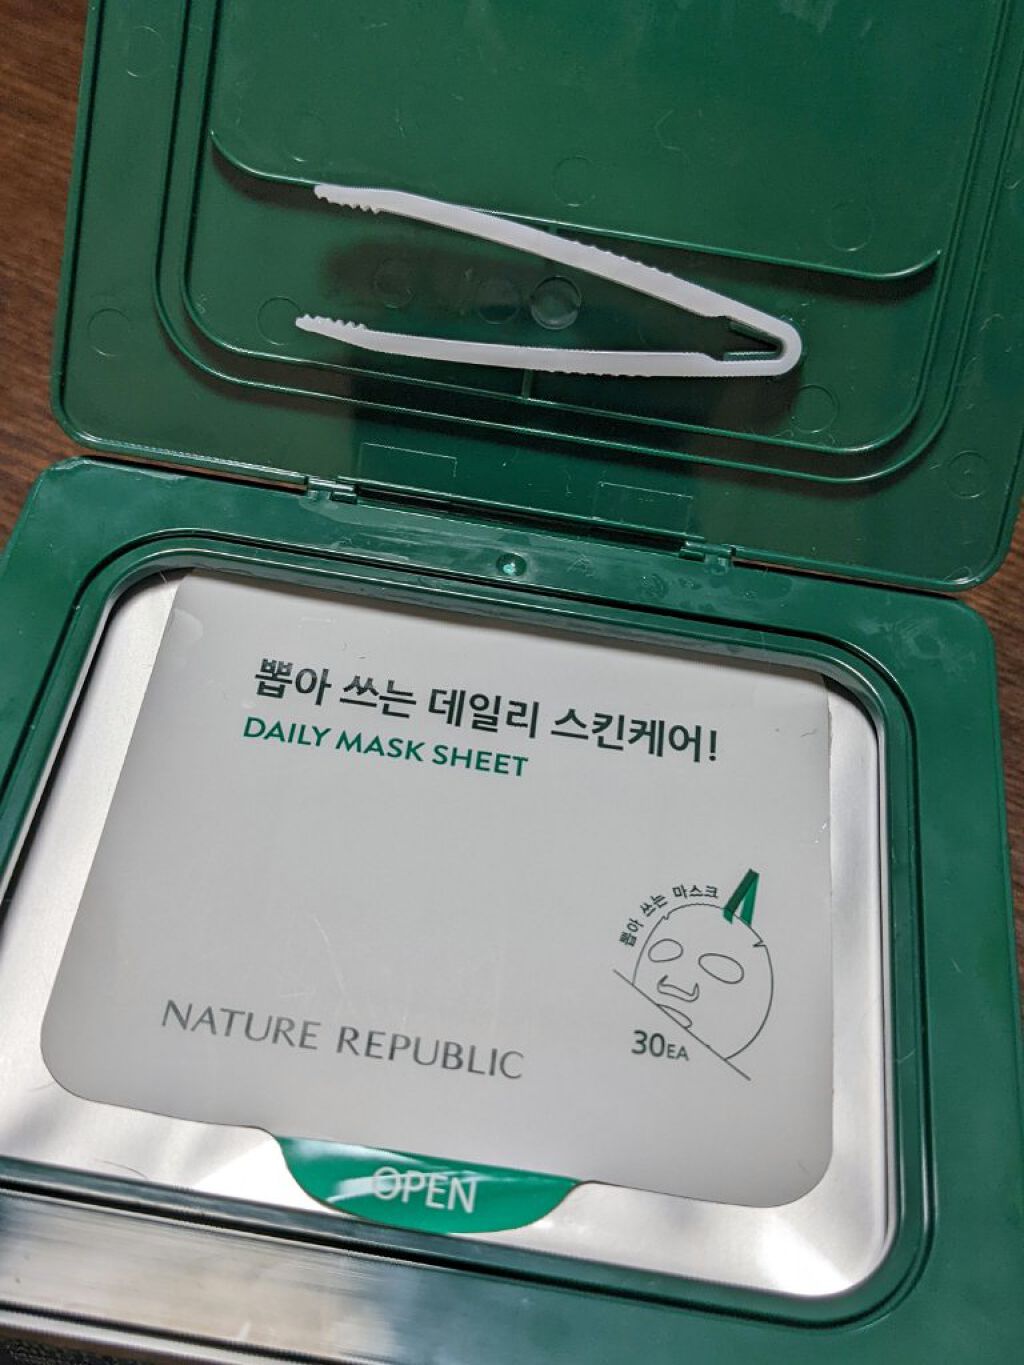 뽑아 쓰는 데일리 스킨케어!
DAILY MASK SHEET
뽑아 쓰는 마스크
30EA
NATURE REPUBLIC
OPEN